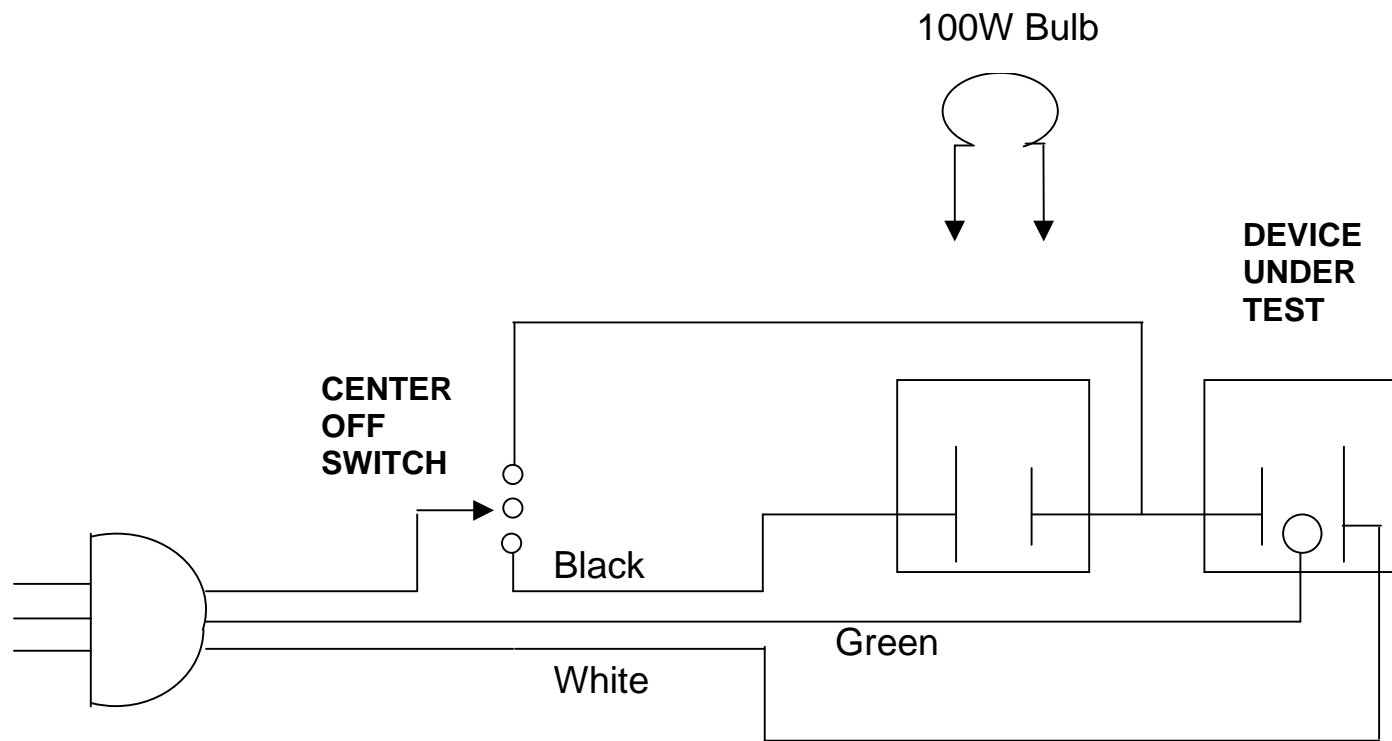 100W Bulb
DEVICE
UNDER
TEST
CENTER
OFF
SWITCH
Black
Green
White